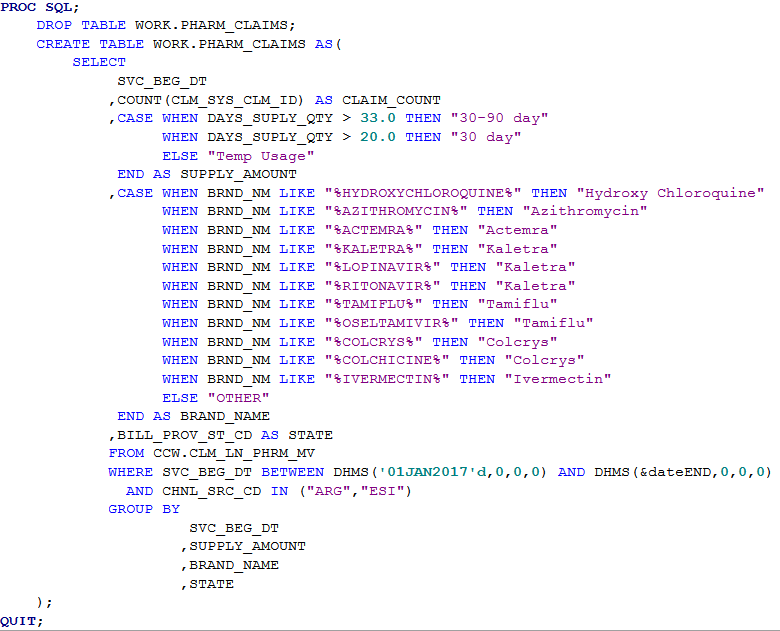 PROC SQL;
    DROP TABLE WORK.PHARM_CLAIMS;
    CREATE TABLE WORK.PHARM_CLAIMS AS(
        SELECT
             SVC_BEG_DT
            ,COUNT(CLM_SYS_CLM_ID) AS CLAIM_COUNT
            ,CASE WHEN DAYS_SUPLY_QTY > 33.0 THEN "30-90 day"
                  WHEN DAYS_SUPLY_QTY > 20.0 THEN "30 day"
                  ELSE "Temp Usage"
             END AS SUPPLY_AMOUNT
            ,CASE WHEN BRND_NM LIKE "%HYDROXYCHLOROQUINE%" THEN "Hydroxy Chloroquine"
                  WHEN BRND_NM LIKE "%AZITHROMYCIN%" THEN "Azithromycin"
                  WHEN BRND_NM LIKE "%ACTEMRA%" THEN "Actemra"
                  WHEN BRND_NM LIKE "%KALETRA%" THEN "Kaletra"
                  WHEN BRND_NM LIKE "%LOPINAVIR%" THEN "Kaletra"
                  WHEN BRND_NM LIKE "%RITONAVIR%" THEN "Kaletra"
                  WHEN BRND_NM LIKE "%TAMIFLU%" THEN "Tamiflu"
                  WHEN BRND_NM LIKE "%OSELTAMIVIR%" THEN "Tamiflu"
                  WHEN BRND_NM LIKE "%COLCRYS%" THEN "Colcrys"
                  WHEN BRND_NM LIKE "%COLCHICINE%" THEN "Colcrys"
                  WHEN BRND_NM LIKE "%IVERMECTIN%" THEN "Ivermectin"
                  ELSE "OTHER"
             END AS BRAND_NAME
            ,BILL_PROV_ST_CD AS STATE
            FROM CCW.CLM_LN_PHRM_MV
            WHERE SVC_BEG_DT BETWEEN DHMS('01JAN2017'd,0,0,0) AND DHMS(&dateEND,0,0,0)
              AND CHNL_SRC_CD IN ("ARG","ESI")
            GROUP BY
                     SVC_BEG_DT
                    ,SUPPLY_AMOUNT
                    ,BRAND_NAME
                    ,STATE
    );
QUIT;